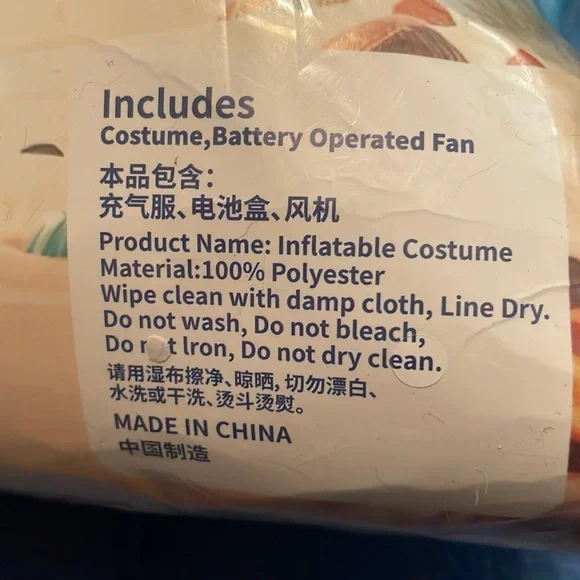 Includes
Costume,Battery Operated Fan
本品包含：
充气服、电池盒、风机
Product Name: Inflatable Costume
Material:100% Polyester
Wipe clean with damp cloth, Line Dry.
Do not wash, Do not bleach,
Do not lron, Do not dry clean.
请用湿布擦净、晾晒, 切勿漂白、
水洗或干洗、烫斗烫熨。
MADE IN CHINA
中国制造